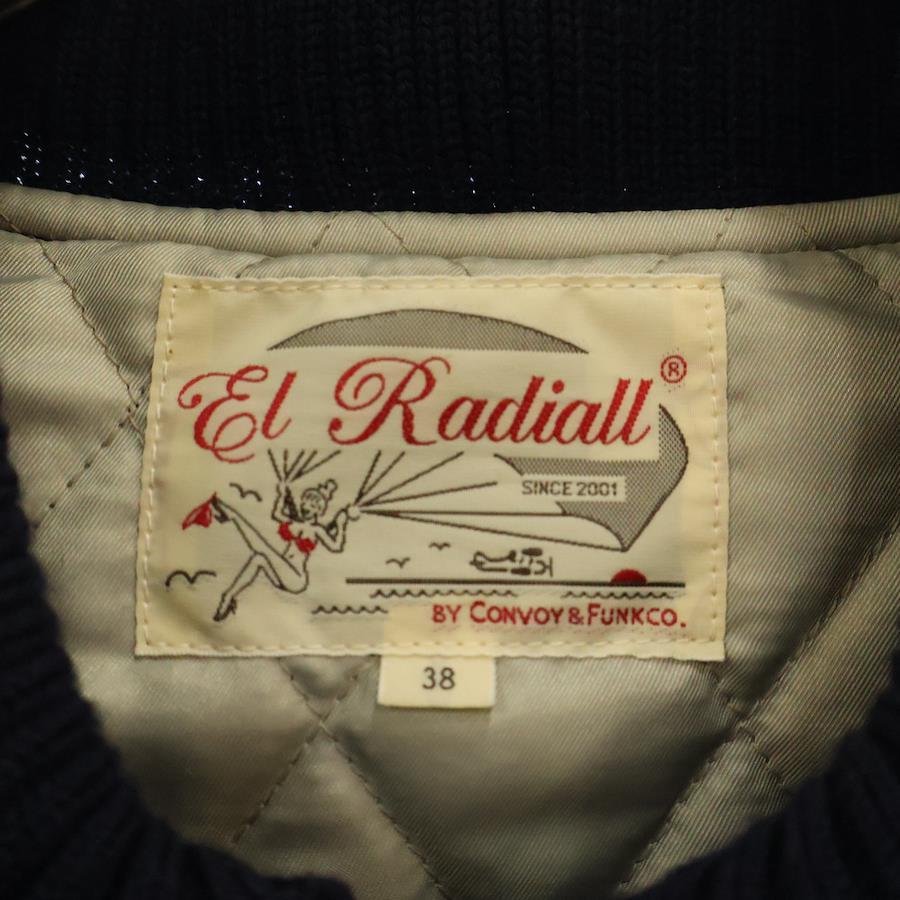 El Radiall®
SINCE 2001
BY CONVOY & FUNKCO.
38